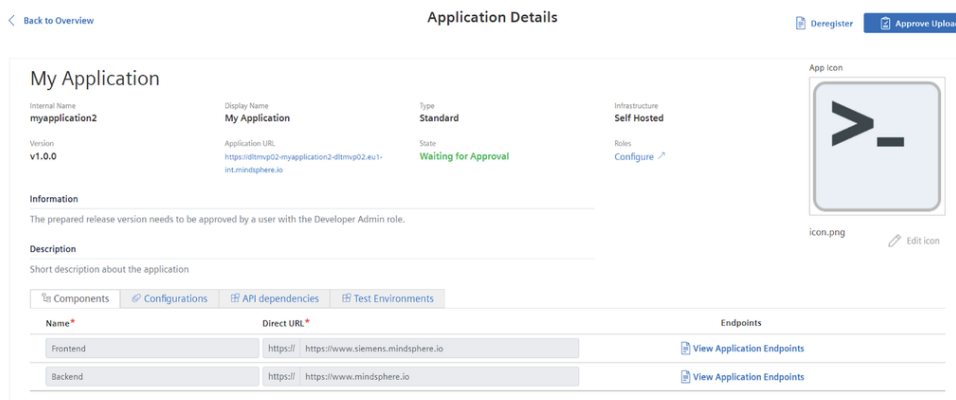 Back to Overview
Application Details
Deregister
Approve Uploa
My Application
App Icon
Internal Name
myapplication2
Display Name
My Application
Type
Standard
Infrastructure
Self Hosted
Version
v1.0.0
Application URL
https://dltmvp02-myapplication2-dltmvp02.eu1-
int.mindsphere.io
State
Waiting for Approval
Roles
Configure
>_
Information
The prepared release version needs to be approved by a user with the Developer Admin role.
icon.png
Edit icon
Description
Short description about the application
Components
Configurations
API dependencies
Test Environments
Name*
Direct URL*
Endpoints
Frontend
https://
https://www.siemens.mindsphere.io
View Application Endpoints
Backend
https://
https://www.mindsphere.io
View Application Endpoints